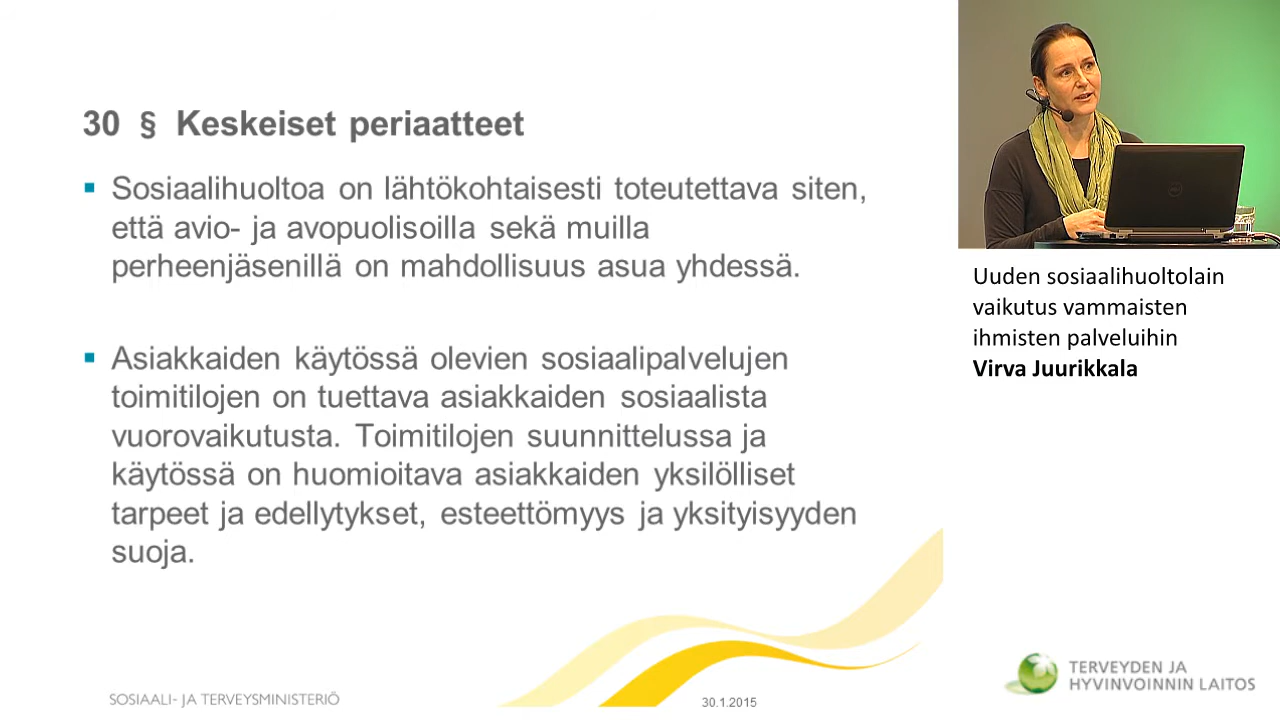 30 § Keskeiset periaatteet
Sosiaalihuoltoa on lähtökohtaisesti toteutettava siten,
että avio- ja avopuolisoilla sekä muilla
perheenjäsenillä on mahdollisuus asua yhdessä.
Asiakkaiden käytössä olevien sosiaalipalvelujen
toimitilojen on tuettava asiakkaiden sosiaalista
vuorovaikutusta. Toimitilojen suunnittelussa ja
käytössä on huomioitava asiakkaiden yksilölliset
tarpeet ja edellytykset, esteettömyys ja yksityisyyden
suoja.
SOSIAALI- JA TERVEYSMINISTERIÖ
30.1.2015
Uuden sosiaalihuoltolain
vaikutus vammaisten
ihmisten palveluihin
Virva Juurikkala
TERVEYDEN JA
HYVINVOINNIN LAITOS